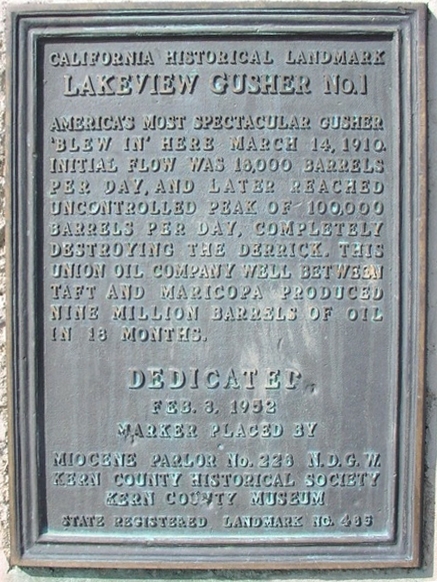 CALIFORNIA HISTORICAL LANDMARK
LAKEVIEW GUSHER No.1
AMERICA'S MOST SPECTACULAR GUSHER
'BLEW IN' HERE MARCH 14, 1910.
INITIAL FLOW WAS 18,000 BARRELS
PER DAY, AND LATER REACHED
UNCONTROLLED PEAK OF 100,000
BARRELS PER DAY, COMPLETELY
DESTROYING THE DERRICK. THIS
UNION OIL COMPANY WELL BETWEEN
TAFT AND MARICOPA PRODUCED
NINE MILLION BARRELS OF OIL
IN 18 MONTHS.
DEDICATED
FEB. 3, 1952
MARKER PLACED BY
MIOCENE PARLOR No. 228 N.D.G.W.
KERN COUNTY HISTORICAL SOCIETY
KERN COUNTY MUSEUM
STATE REGISTERED LANDMARK NO. 485